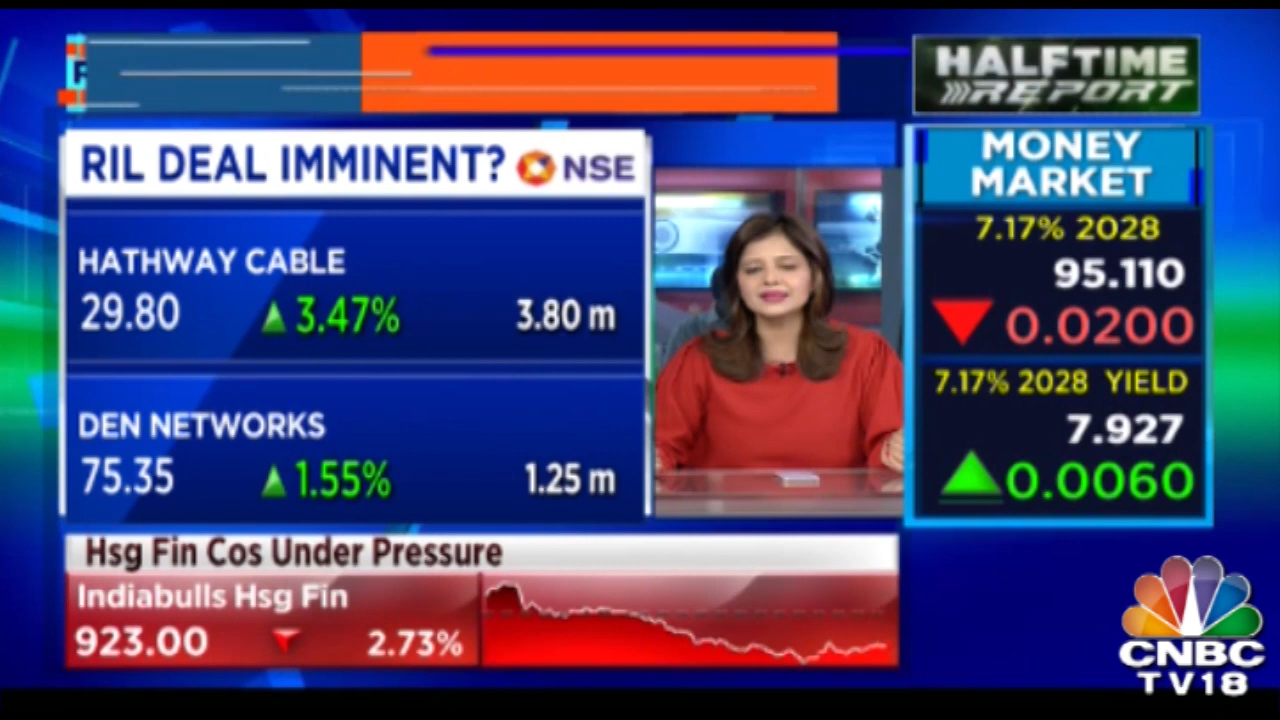 HALFTIME
REPORT
RIL DEAL IMMINENT? NSE
HATHWAY CABLE
29.80 ▲ 3.47% 3.80 m
DEN NETWORKS
75.35 ▲ 1.55% 1.25 m
MONEY
MARKET
7.17% 2028
95.110
▼ 0.0200
7.17% 2028 YIELD
7.927
▲ 0.0060
Hsg Fin Cos Under Pressure
Indiabulls Hsg Fin
923.00 ▼ 2.73%
CNBC
TV18